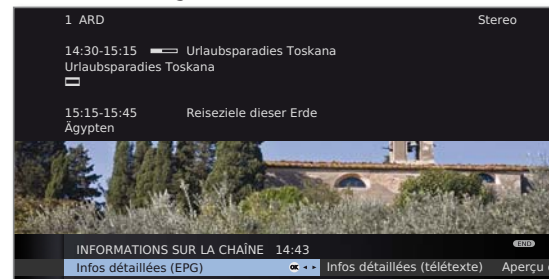 1 ARD Stereo
14:30-15:15 Urlaubsparadies Toskana
Urlaubsparadies Toskana
15:15-15:45 Reiseziele dieser Erde
Ägypten
END
INFORMATIONS SUR LA CHAÎNE 14:43
Infos détaillées (EPG) OK Infos détaillées (télétexte) Aperçu